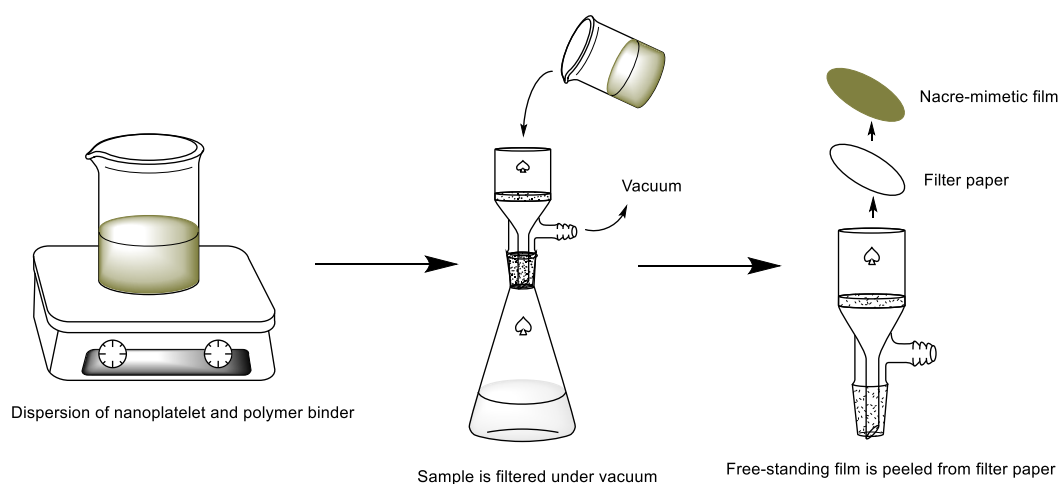 Nacre-mimetic film
Filter paper
Vacuum
Dispersion of nanoplatelet and polymer binder
Sample is filtered under vacuum
Free-standing film is peeled from filter paper